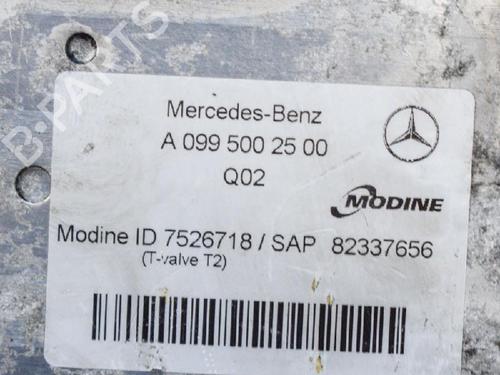 B-PARTS
Mercedes-Benz
A 099 500 25 00
Q02
MODINE
Modine ID 7526718 / SAP 82337656
(T-valve T2)